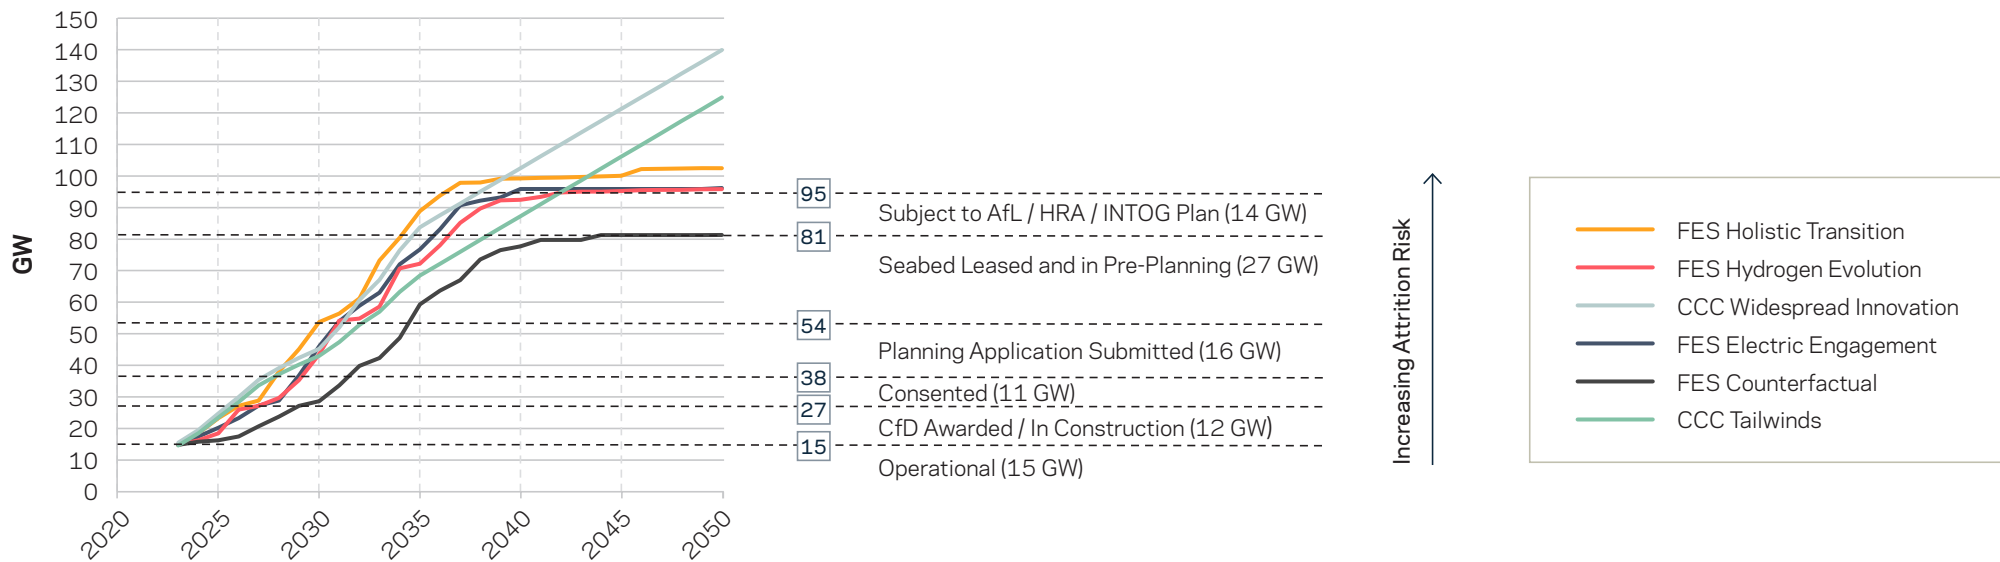 150
140
130
120
110
100
90
80
70
60
50
40
30
20
10
0
GW
2020
2025
2030
2035
2040
2045
2050
95
Subject to AfL / HRA / INTOG Plan (14 GW)
81
Seabed Leased and in Pre-Planning (27 GW)
54
Planning Application Submitted (16 GW)
38
Consented (11 GW)
27
CfD Awarded / In Construction (12 GW)
15
Operational (15 GW)
Increasing Attrition Risk
FES Holistic Transition
FES Hydrogen Evolution
CCC Widespread Innovation
FES Electric Engagement
FES Counterfactual
CCC Tailwinds